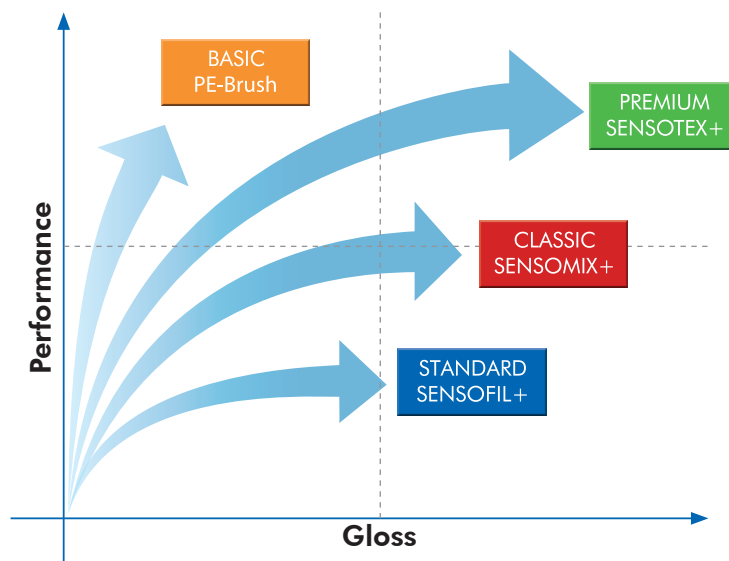 BASIC
PE-Brush
PREMIUM
SENSOTEX+
CLASSIC
SENSOMIX+
STANDARD
SENSOFIL+
Performance
Gloss